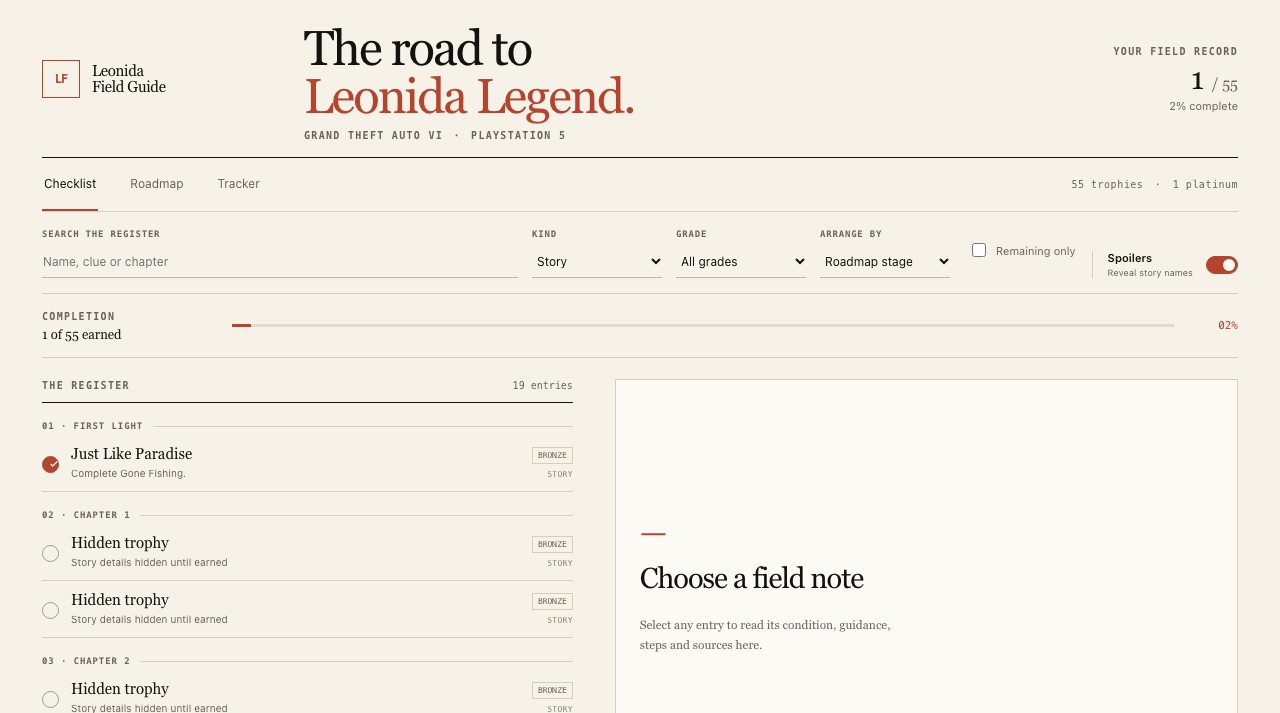 LF
Leonida
Field Guide
The road to
Leonida Legend.
GRAND THEFT AUTO VI · PLAYSTATION 5
YOUR FIELD RECORD
1 / 55
2% complete
Checklist
Roadmap
Tracker
55 trophies · 1 platinum
SEARCH THE REGISTER
Name, clue or chapter
KIND
Story
GRADE
All grades
ARRANGE BY
Roadmap stage
Remaining only
Spoilers
Reveal story names
COMPLETION
1 of 55 earned
02%
THE REGISTER
19 entries
01 · FIRST LIGHT
Just Like Paradise
Complete Gone Fishing.
BRONZE
STORY
02 · CHAPTER 1
Hidden trophy
Story details hidden until earned
BRONZE
STORY
Hidden trophy
Story details hidden until earned
BRONZE
STORY
03 · CHAPTER 2
Hidden trophy
Story details hidden until earned
BRONZE
STORY
Choose a field note
Select any entry to read its condition, guidance,
steps and sources here.